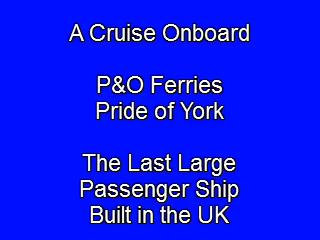 A Cruise Onboard
P&O Ferries
Pride of York
The Last Large
Passenger Ship
Built in the UK